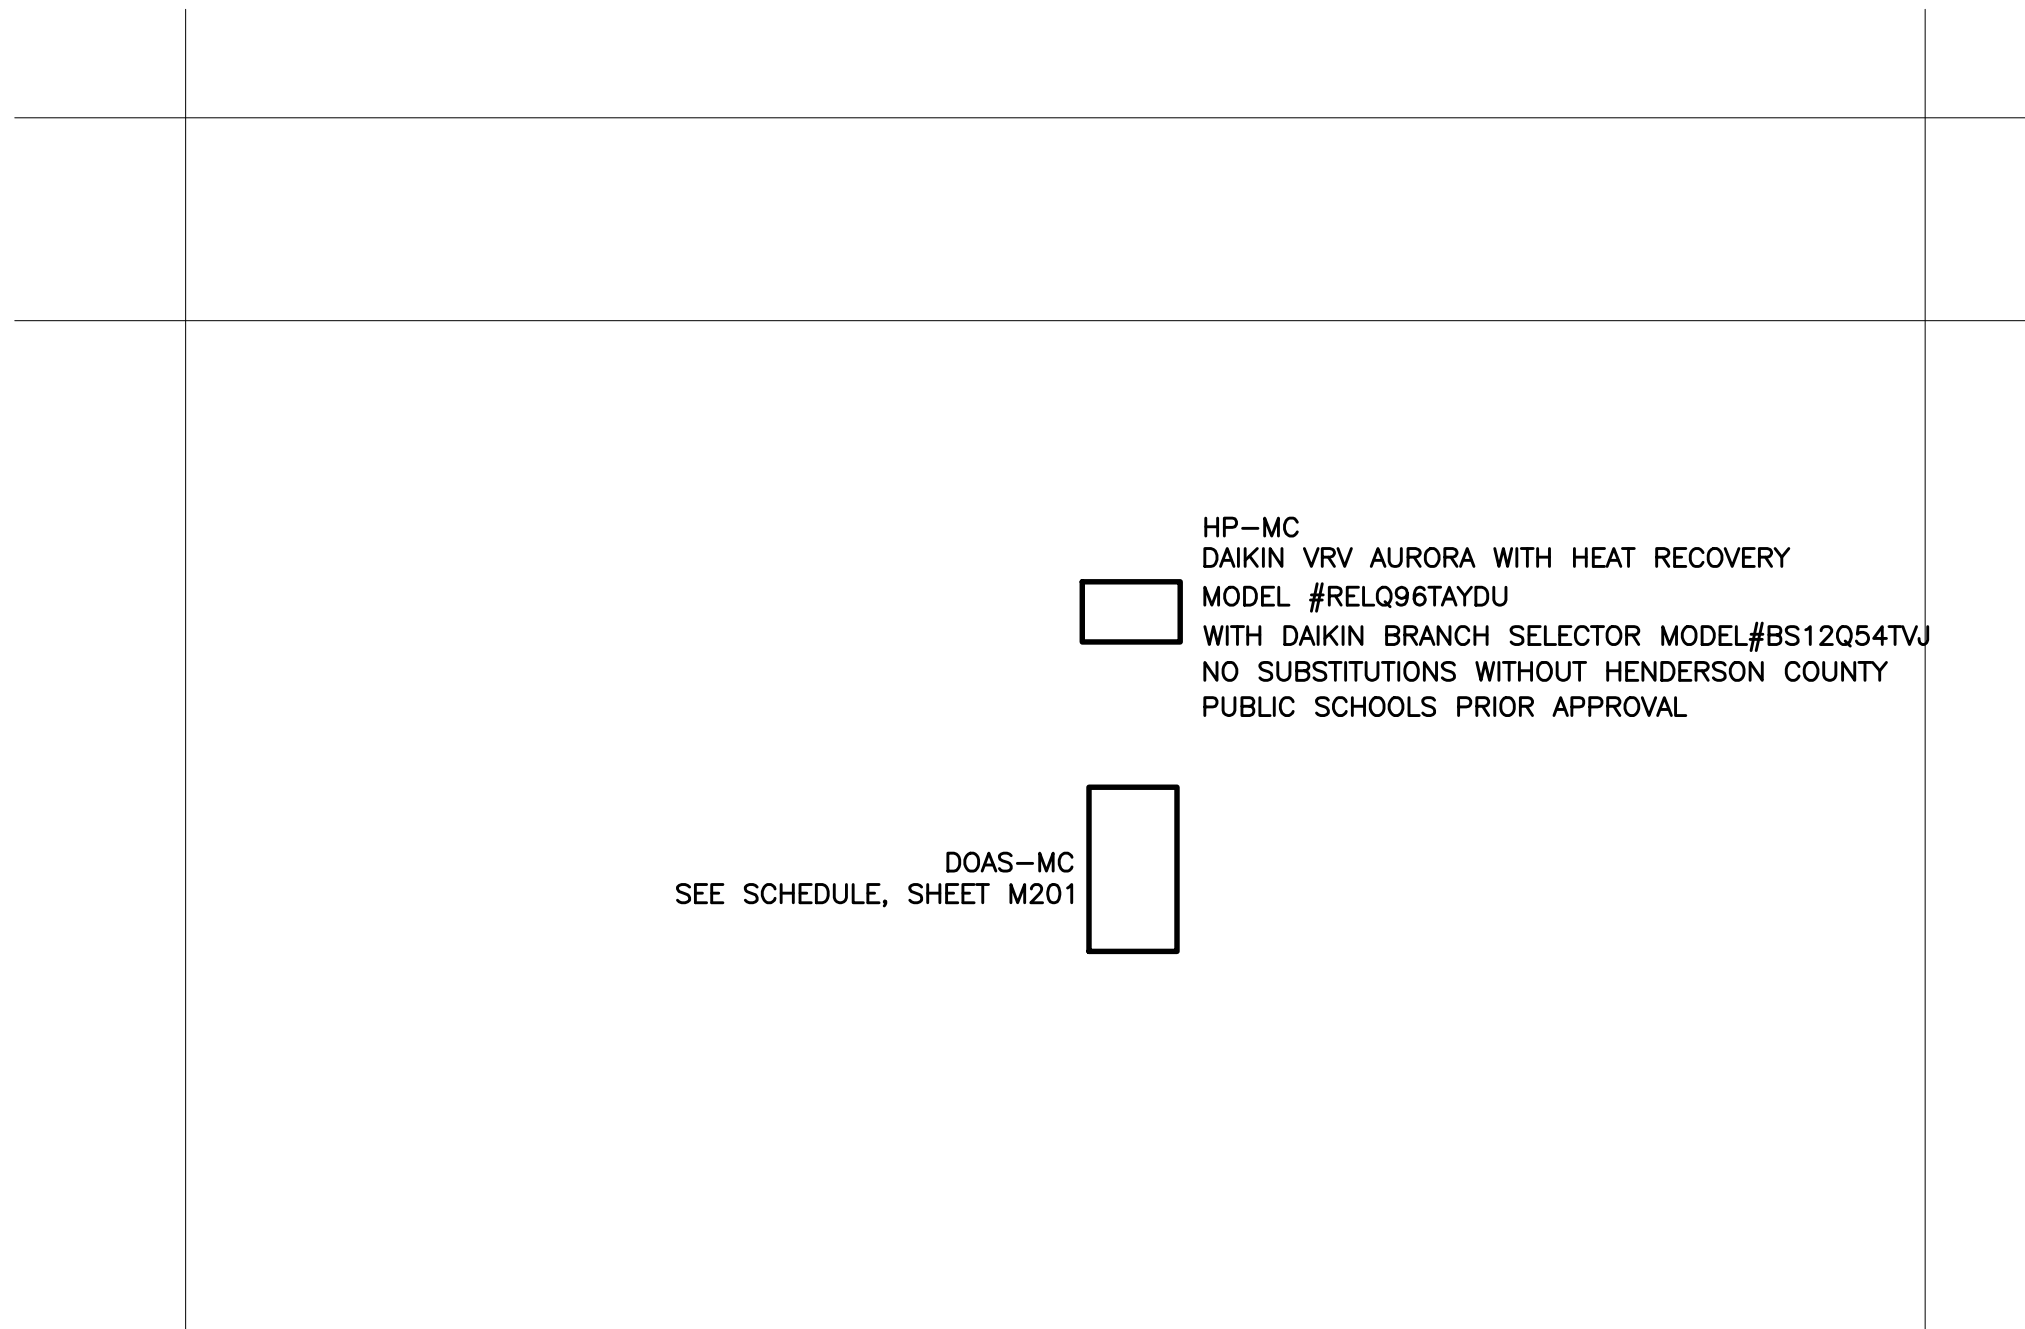 HP-MC
DAIKIN VRV AURORA WITH HEAT RECOVERY
MODEL #RELQ96TAYDU
WITH DAIKIN BRANCH SELECTOR MODEL#BS12Q54TVJ
NO SUBSTITUTIONS WITHOUT HENDERSON COUNTY
PUBLIC SCHOOLS PRIOR APPROVAL
DOAS-MC
SEE SCHEDULE, SHEET M201